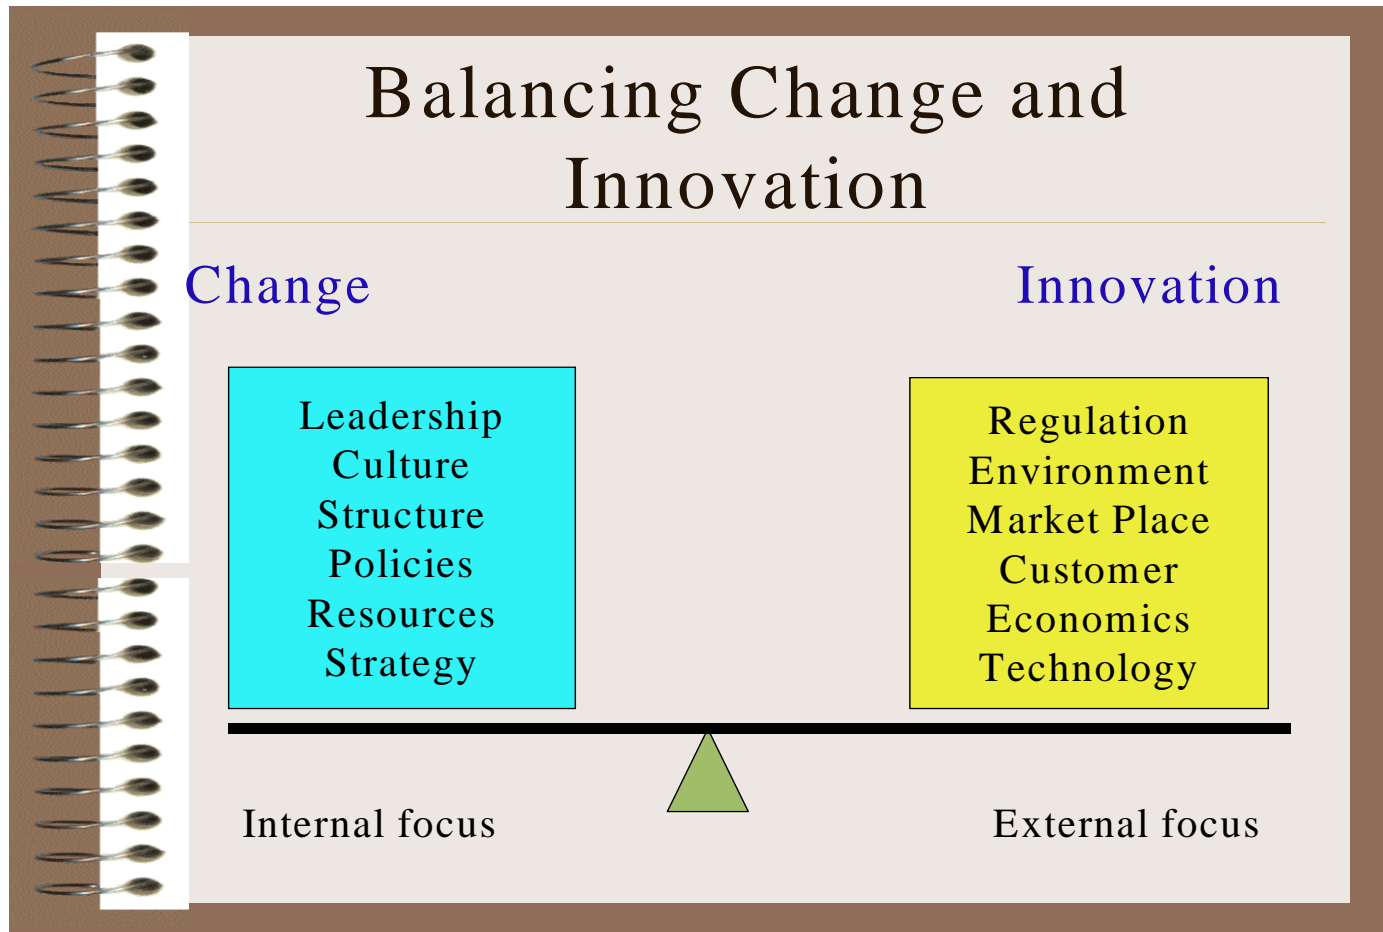 Balancing Change and
Innovation
Change
Innovation
Leadership
Culture
Structure
Policies
Resources
Strategy
Regulation
Environment
Market Place
Customer
Economics
Technology
Internal focus
External focus